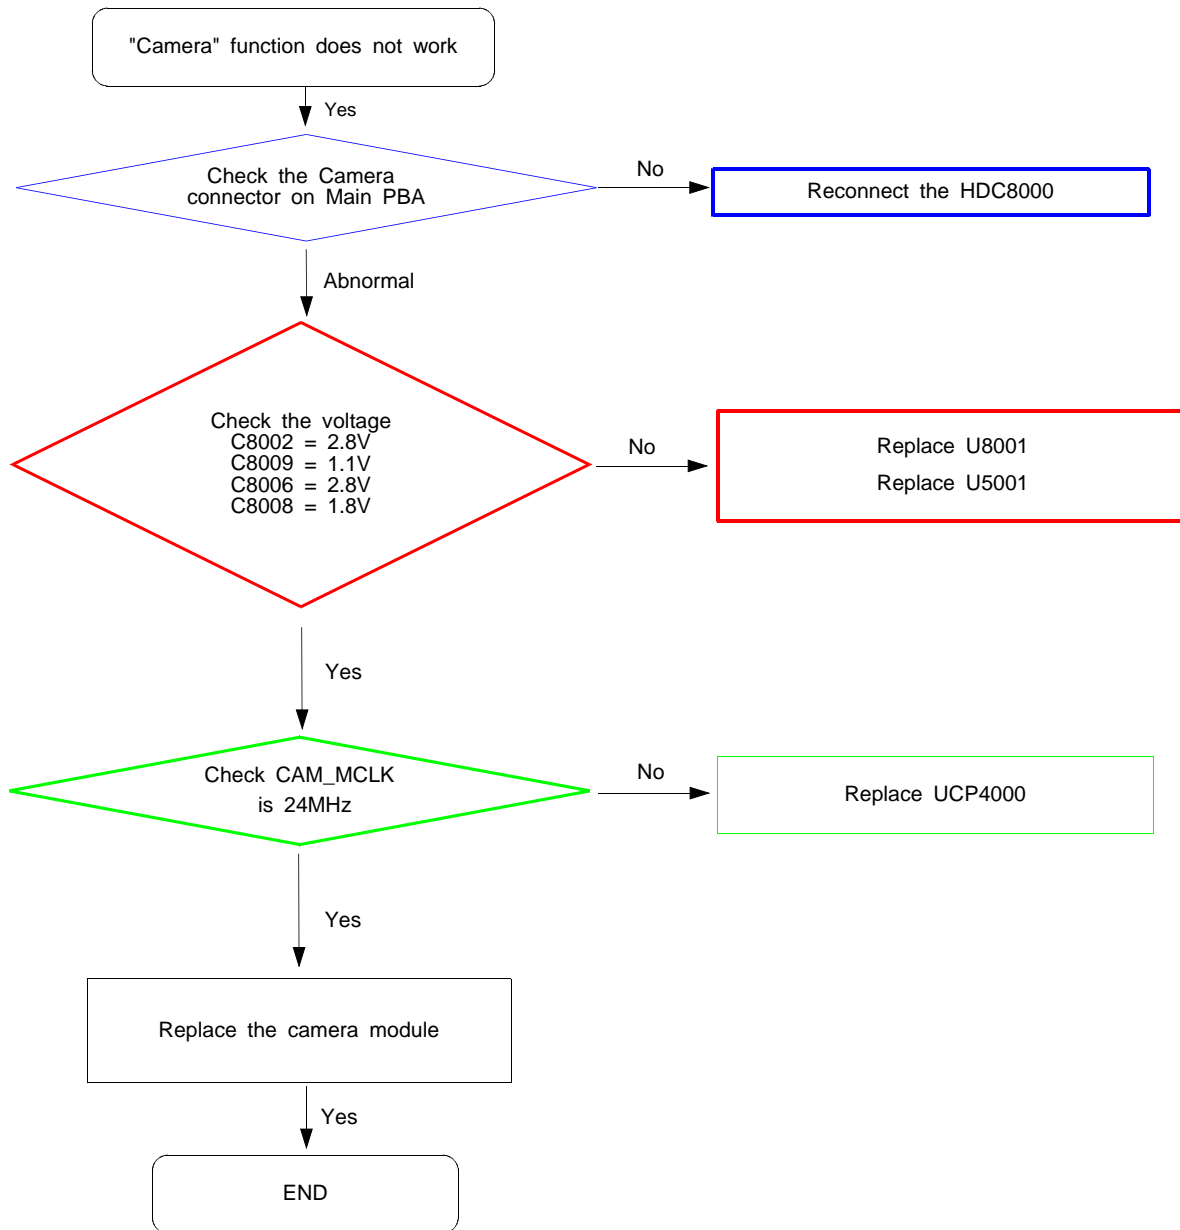 "Camera" function does not work
Yes
Check the Camera
connector on Main PBA
No
Reconnect the HDC8000
Abnormal
Check the voltage
C8002 = 2.8V
C8009 = 1.1V
C8006 = 2.8V
C8008 = 1.8V
No
Replace U8001
Replace U5001
Yes
Check CAM_MCLK
is 24MHz
No
Replace UCP4000
Yes
Replace the camera module
Yes
END